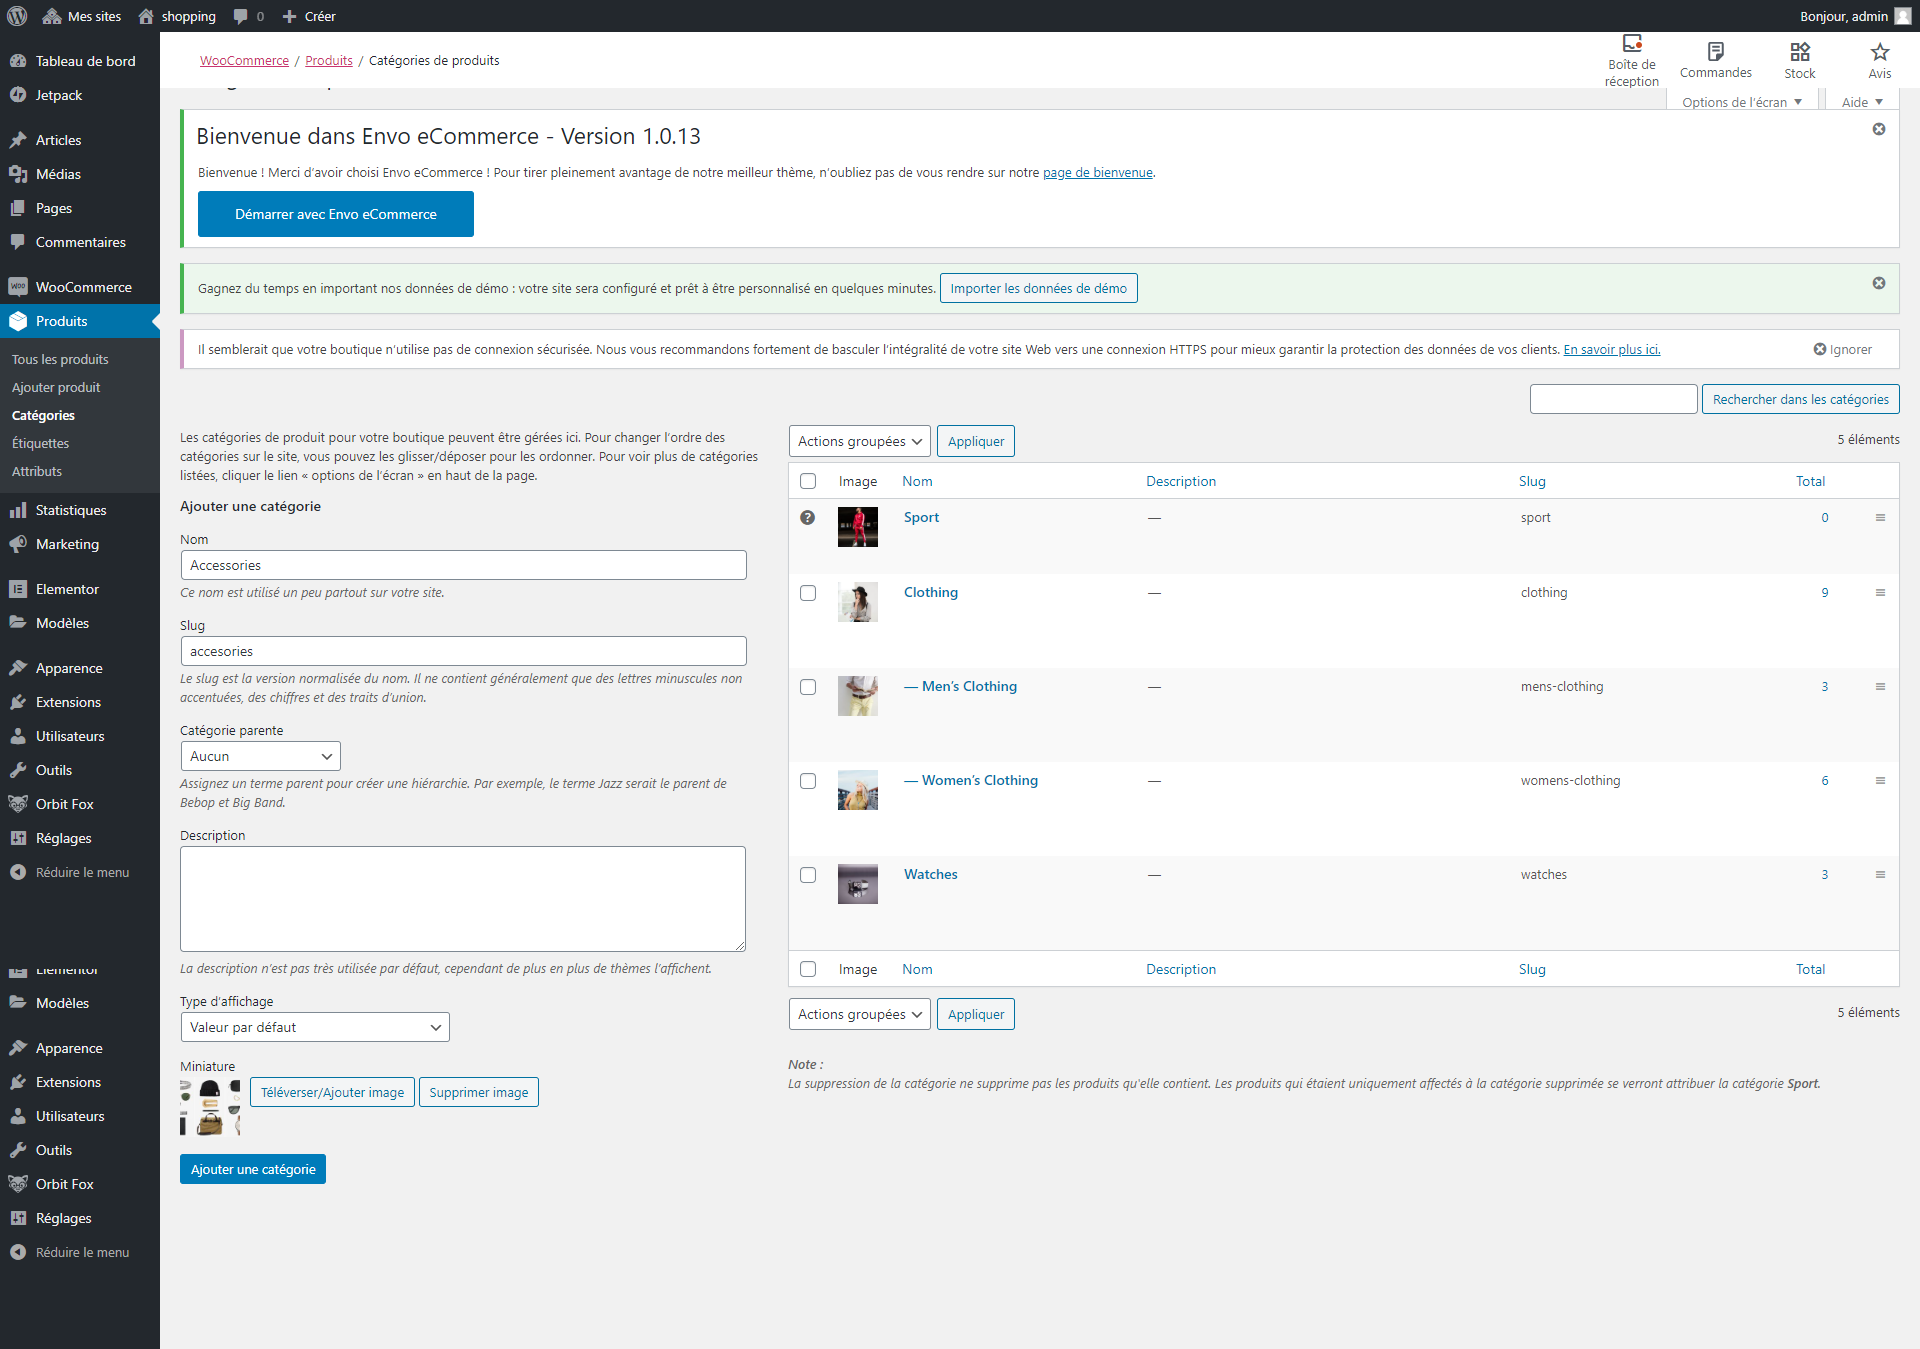 Mes sites
shopping
0
Créer
Bonjour, admin
Tableau de bord
Jetpack
Articles
Médias
Pages
Commentaires
WooCommerce
Produits
Tous les produits
Ajouter produit
Catégories
Étiquettes
Attributs
Statistiques
Marketing
Elementor
Modèles
Apparence
Extensions
Utilisateurs
Outils
Orbit Fox
Réglages
Réduire le menu
Elementor
Modèles
Apparence
Extensions
Utilisateurs
Outils
Orbit Fox
Réglages
Réduire le menu
WooCommerce / Produits / Catégories de produits
Boîte de
réception
Commandes
Stock
Avis
Options de l'écran
Aide
Bienvenue dans Envo eCommerce - Version 1.0.13
Bienvenue ! Merci d'avoir choisi Envo eCommerce ! Pour tirer pleinement avantage de notre meilleur thème, n'oubliez pas de vous rendre sur notre page de bienvenue.
Démarrer avec Envo eCommerce
Gagnez du temps en important nos données de démo : votre site sera configuré et prêt à être personnalisé en quelques minutes. Importer les données de démo
Il semblerait que votre boutique n'utilise pas de connexion sécurisée. Nous vous recommandons fortement de basculer l'intégralité de votre site Web vers une connexion HTTPS pour mieux garantir la protection des données de vos clients. En savoir plus ici.
Ignorer
Rechercher dans les catégories
Les catégories de produit pour votre boutique peuvent être gérées ici. Pour changer l'ordre des
catégories sur le site, vous pouvez les glisser/déposer pour les ordonner. Pour voir plus de catégories
listées, cliquer le lien « options de l'écran » en haut de la page.
Ajouter une catégorie
Nom
Accessories
Ce nom est utilisé un peu partout sur votre site.
Slug
accesories
Le slug est la version normalisée du nom. Il ne contient généralement que des lettres minuscules non
accentuées, des chiffres et des traits d'union.
Catégorie parente
Aucun
Assignez un terme parent pour créer une hiérarchie. Par exemple, le terme Jazz serait le parent de
Bebop et Big Band.
Description
La description n'est pas très utilisée par défaut, cependant de plus en plus de thèmes l'affichent.
Type d'affichage
Valeur par défaut
Miniature
Téléverser/Ajouter image
Supprimer image
Ajouter une catégorie
Actions groupées
Appliquer
5 éléments
Image Nom Description Slug Total
Sport — sport 0
Clothing — clothing 9
— Men's Clothing — mens-clothing 3
— Women's Clothing — womens-clothing 6
Watches — watches 3
Image Nom Description Slug Total
Actions groupées
Appliquer
5 éléments
Note :
La suppression de la catégorie ne supprime pas les produits qu'elle contient. Les produits qui étaient uniquement affectés à la catégorie supprimée se verront attribuer la catégorie Sport.